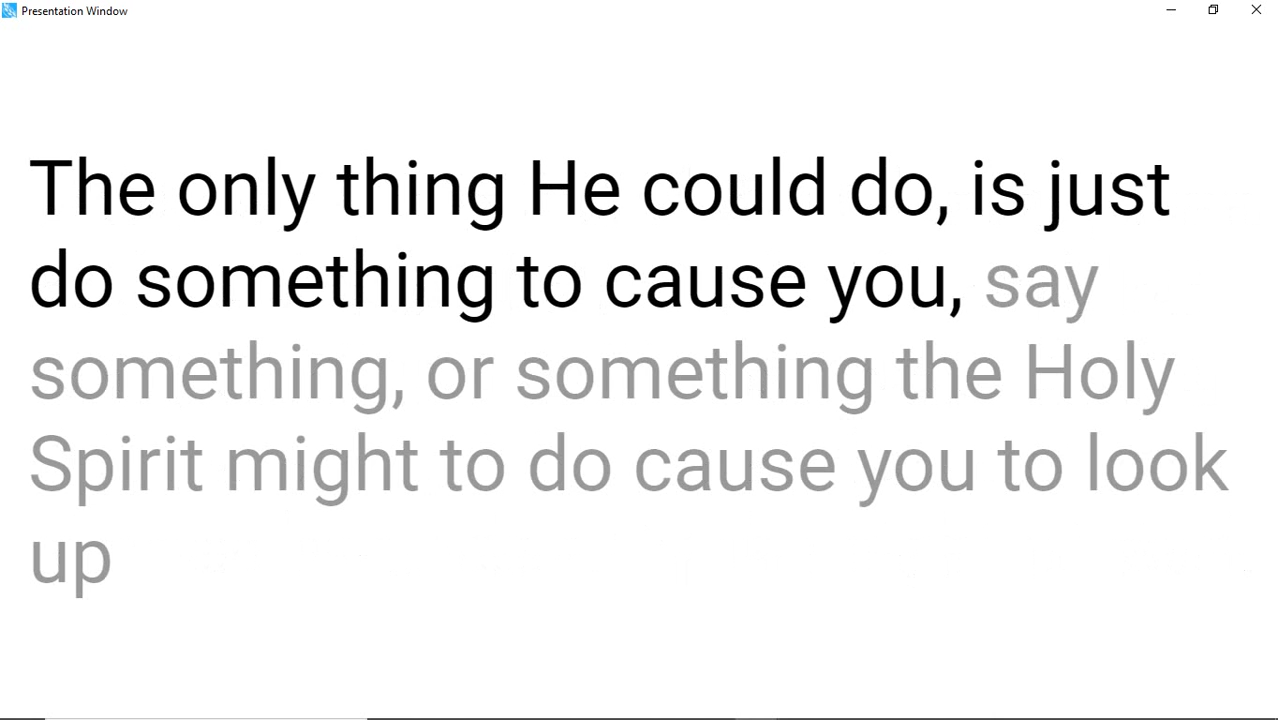 Presentation Window
The only thing He could do, is just
do something to cause you, say
something, or something the Holy
Spirit might to do cause you to look
up